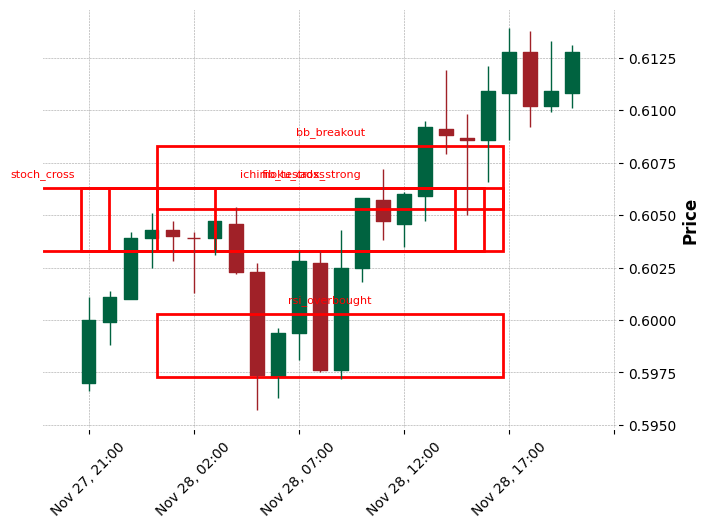 0.6125
0.6100
bb_breakout
0.6075
stoch_cross
0.6050
Price
0.6025
0.6000
0.5975
0.5950
Nov 27, 21:00
Nov 28, 02:00
Nov 28, 07:00
Nov 28, 12:00
Nov 28, 17:00